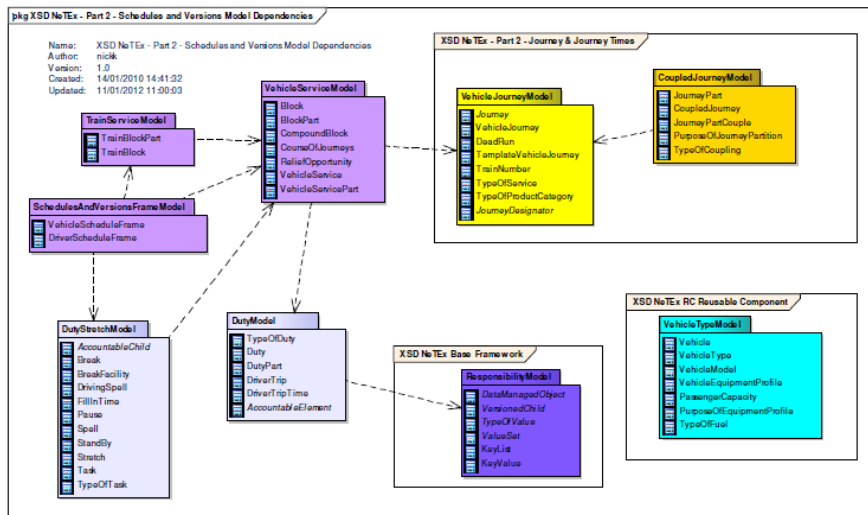 pkg XSD NeTEx - Part 2 - Schedules and Versions Model Dependencies
Name: XSD NeTEx - Part 2 - Schedules and Versions Model Dependencies
Author: nickk
Version: 1.0
Created: 14/01/2010 14:41:32
Updated: 11/01/2012 11:00:03
TrainServiceModel
TrainBlockPart
TrainBlock
VehicleServiceModel
Block
BlockPart
CompoundBlock
CourseOfJourneys
ReliefOpportunity
VehicleService
VehicleServicePart
XSD NeTEx - Part 2 - Journey & Journey Times
VehicleJourneyModel
Journey
VehicleJourney
DeadRun
TemplateVehicleJourney
TrainNumber
TypeOfService
TypeOfProductCategory
JourneyDesignator
CoupledJourneyModel
JourneyPart
CoupledJourney
JourneyPartCouple
PurposeOfJourneyPartition
TypeOfCoupling
SchedulesAndVersionsFrameModel
VehicleScheduleFrame
DriverScheduleFrame
DutyStretchModel
AccountableChild
Break
BreakFacility
DrivingSpell
FillInTime
Pause
Spell
StandBy
Stretch
Task
TypeOfTask
DutyModel
TypeOfDuty
Duty
DutyPart
DriverTrip
DriverTripTime
AccountableElement
XSD NeTEx Base Framework
ResponsibilityModel
DataManagedObject
VersionedChild
TypeOfValue
ValueSet
KeyList
KeyValue
XSD NeTEx RC Reusable Component
VehicleTypeModel
Vehicle
VehicleType
VehicleModel
VehicleEquipmentProfile
PassengerCapacity
PurposeOfEquipmentProfile
TypeOfFuel